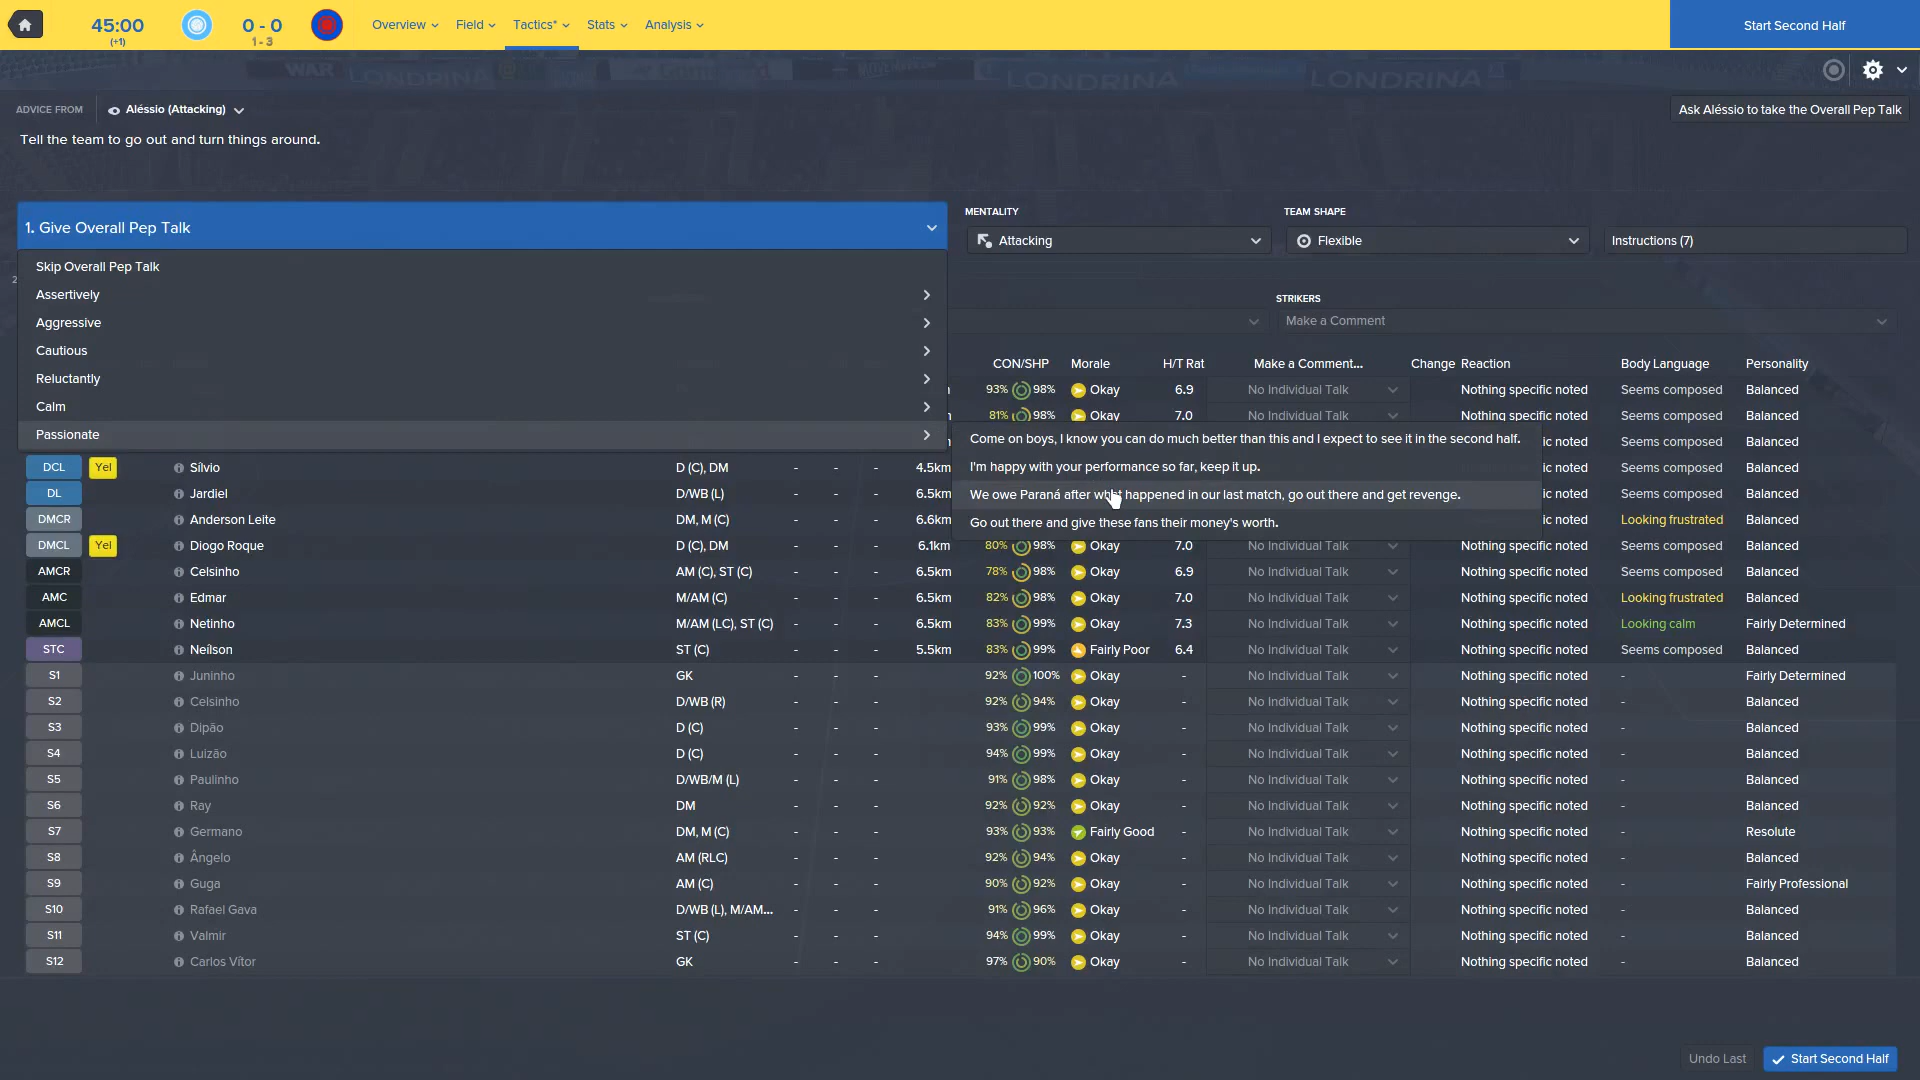 45:00
(+1)
0 - 0
1 - 3
Overview
Field
Tactics*
Stats
Analysis
Start Second Half
WAR
LONDRINA
LONDRINA
LONDRINA
ADVICE FROM
Aléssio (Attacking)
Ask Aléssio to take the Overall Pep Talk
Tell the team to go out and turn things around.
1. Give Overall Pep Talk
MENTALITY
TEAM SHAPE
Attacking
Flexible
Instructions (7)
Skip Overall Pep Talk
Assertively
Aggressive
Cautious
Reluctantly
Calm
Passionate
2
STRIKERS
Make a Comment
CON/SHP Morale H/T Rat Make a Comment... Change Reaction Body Language Personality
93% 98% Okay 6.9 No Individual Talk Nothing specific noted Seems composed Balanced
81% 98% Okay 7.0 No Individual Talk Nothing specific noted Seems composed Balanced
Come on boys, I know you can do much better than this and I expect to see it in the second half.
I'm happy with your performance so far, keep it up.
We owe Paraná after what happened in our last match, go out there and get revenge.
Go out there and give these fans their money's worth.
Seems composed Balanced
DCL Yel Sílvio D (C), DM - - - 4.5km Seems composed Balanced
DL Jardiel D/WB (L) - - - 6.5km Seems composed Balanced
DMCR Anderson Leite DM, M (C) - - - 6.6km Looking frustrated Balanced
DMCL Yel Diogo Roque D (C), DM - - - 6.1km 80% 98% Okay 7.0 No Individual Talk Nothing specific noted Seems composed Balanced
AMCR Celsinho AM (C), ST (C) - - - 6.5km 78% 98% Okay 6.9 No Individual Talk Nothing specific noted Seems composed Balanced
AMC Edmar M/AM (C) - - - 6.5km 82% 98% Okay 7.0 No Individual Talk Nothing specific noted Looking frustrated Balanced
AMCL Netinho M/AM (LC), ST (C) - - - 6.5km 83% 99% Okay 7.3 No Individual Talk Nothing specific noted Looking calm Fairly Determined
STC Neílson ST (C) - - - 5.5km 83% 99% Fairly Poor 6.4 No Individual Talk Nothing specific noted Seems composed Balanced
S1 Juninho GK - - - 92% 100% Okay - No Individual Talk Nothing specific noted - Fairly Determined
S2 Celsinho D/WB (R) - - - 92% 94% Okay - No Individual Talk Nothing specific noted - Balanced
S3 Dipão D (C) - - - 93% 99% Okay - No Individual Talk Nothing specific noted - Balanced
S4 Luizão D (C) - - - 94% 99% Okay - No Individual Talk Nothing specific noted - Balanced
S5 Paulinho D/WB/M (L) - - - 91% 98% Okay - No Individual Talk Nothing specific noted - Balanced
S6 Ray DM - - - 92% 92% Okay - No Individual Talk Nothing specific noted - Balanced
S7 Germano DM, M (C) - - - 93% 93% Fairly Good - No Individual Talk Nothing specific noted - Resolute
S8 Ângelo AM (RLC) - - - 92% 94% Okay - No Individual Talk Nothing specific noted - Balanced
S9 Guga AM (C) - - - 90% 92% Okay - No Individual Talk Nothing specific noted - Fairly Professional
S10 Rafael Gava D/WB (L), M/AM... - - - 91% 96% Okay - No Individual Talk Nothing specific noted - Balanced
S11 Valmir ST (C) - - - 94% 99% Okay - No Individual Talk Nothing specific noted - Balanced
S12 Carlos Vítor GK - - - 97% 90% Okay - No Individual Talk Nothing specific noted - Balanced
Undo Last
Start Second Half